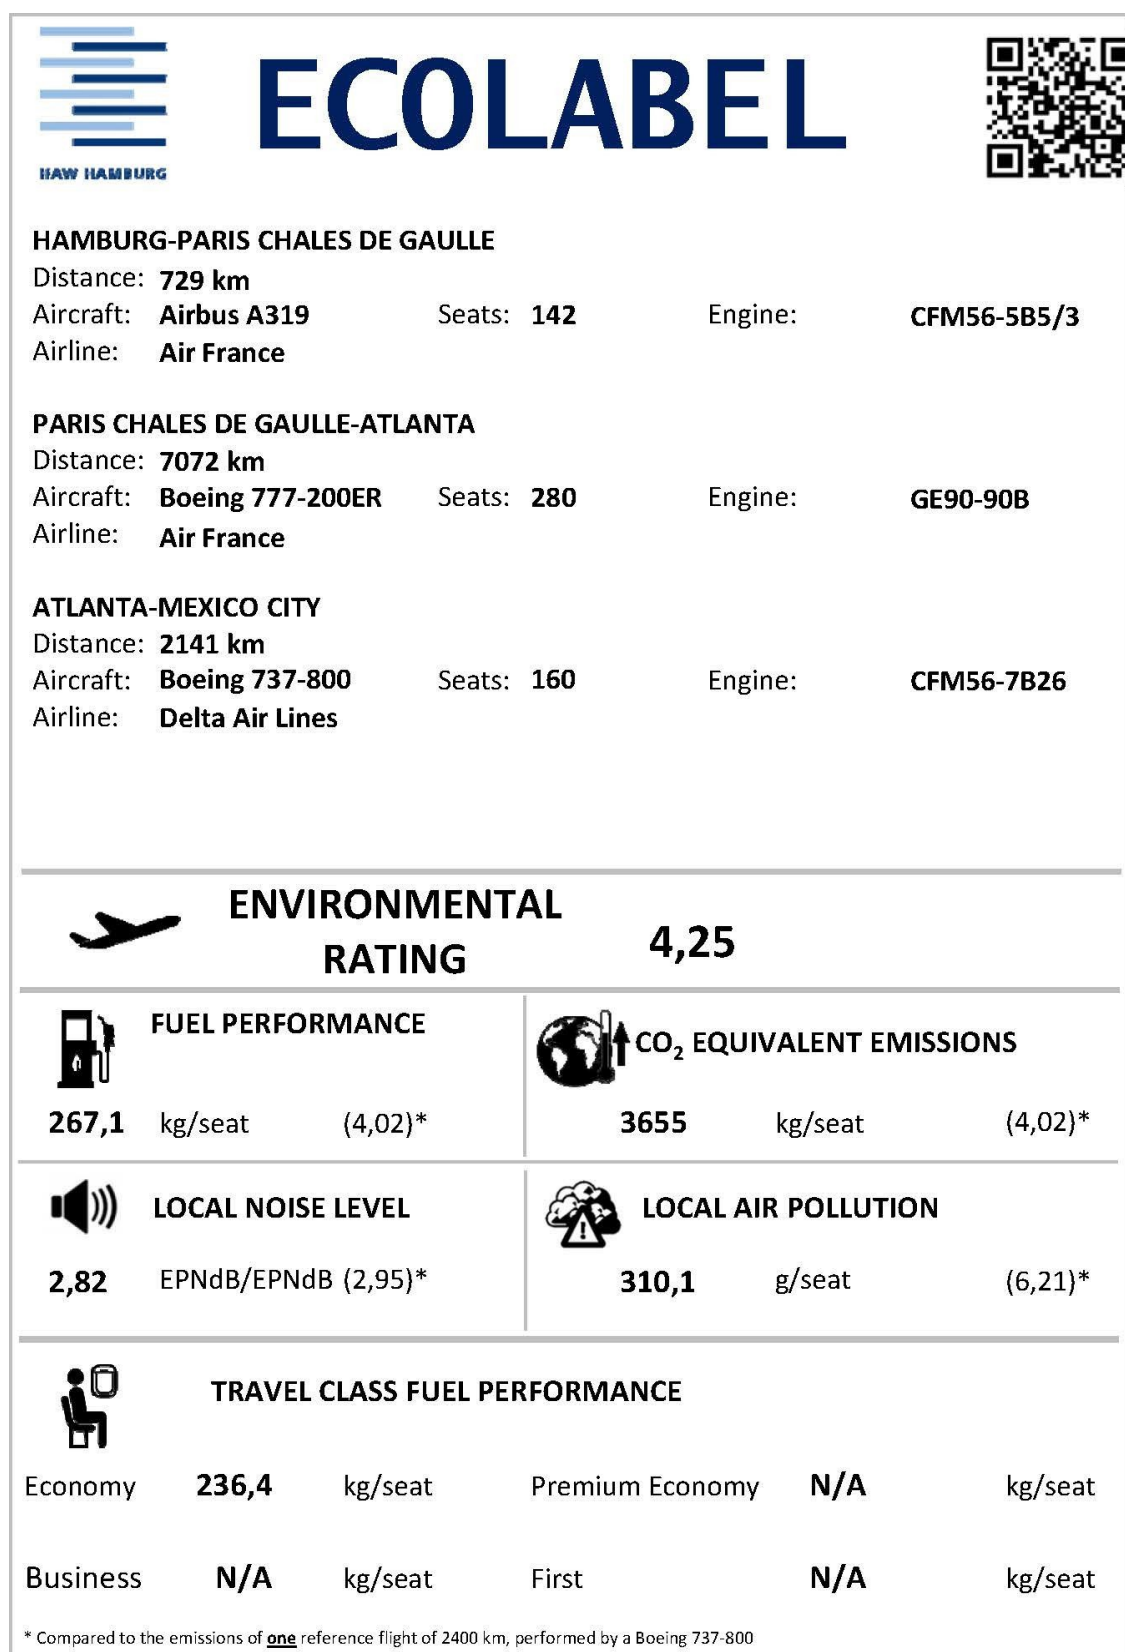 ECOLABEL
HAW HAMBURG
HAMBURG-PARIS CHALES DE GAULLE
Distance: 729 km
Aircraft: Airbus A319 Seats: 142 Engine: CFM56-5B5/3
Airline: Air France
PARIS CHALES DE GAULLE-ATLANTA
Distance: 7072 km
Aircraft: Boeing 777-200ER Seats: 280 Engine: GE90-90B
Airline: Air France
ATLANTA-MEXICO CITY
Distance: 2141 km
Aircraft: Boeing 737-800 Seats: 160 Engine: CFM56-7B26
Airline: Delta Air Lines
ENVIRONMENTAL
RATING 4,25
FUEL PERFORMANCE
267,1 kg/seat (4,02)*
CO₂ EQUIVALENT EMISSIONS
3655 kg/seat (4,02)*
LOCAL NOISE LEVEL
2,82 EPNdB/EPNdB (2,95)*
LOCAL AIR POLLUTION
310,1 g/seat (6,21)*
TRAVEL CLASS FUEL PERFORMANCE
Economy 236,4 kg/seat Premium Economy N/A kg/seat
Business N/A kg/seat First N/A kg/seat
* Compared to the emissions of one reference flight of 2400 km, performed by a Boeing 737-800